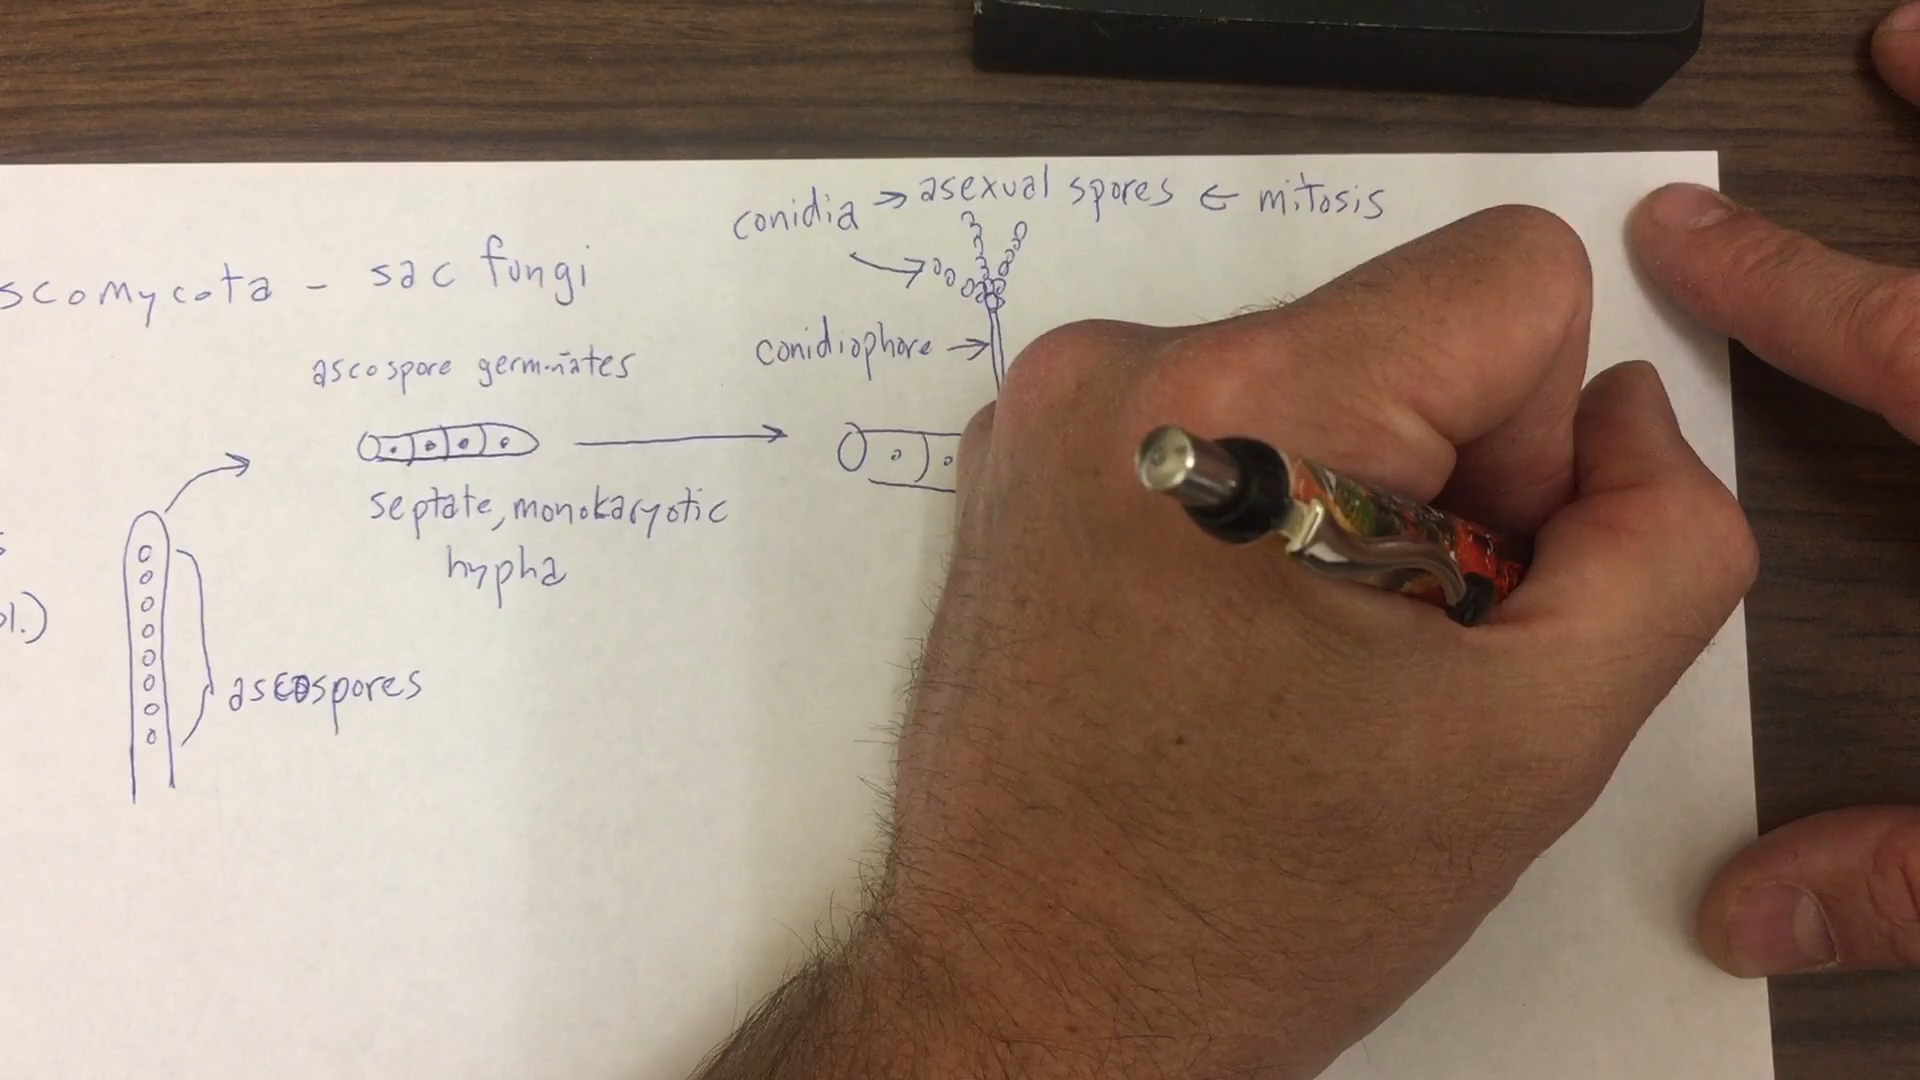 conidia → asexual spores ← mitosis
scomycota - sac fungi
ascospore germinates
conidiophore →
septate, monokaryotic
hypha
ascospores